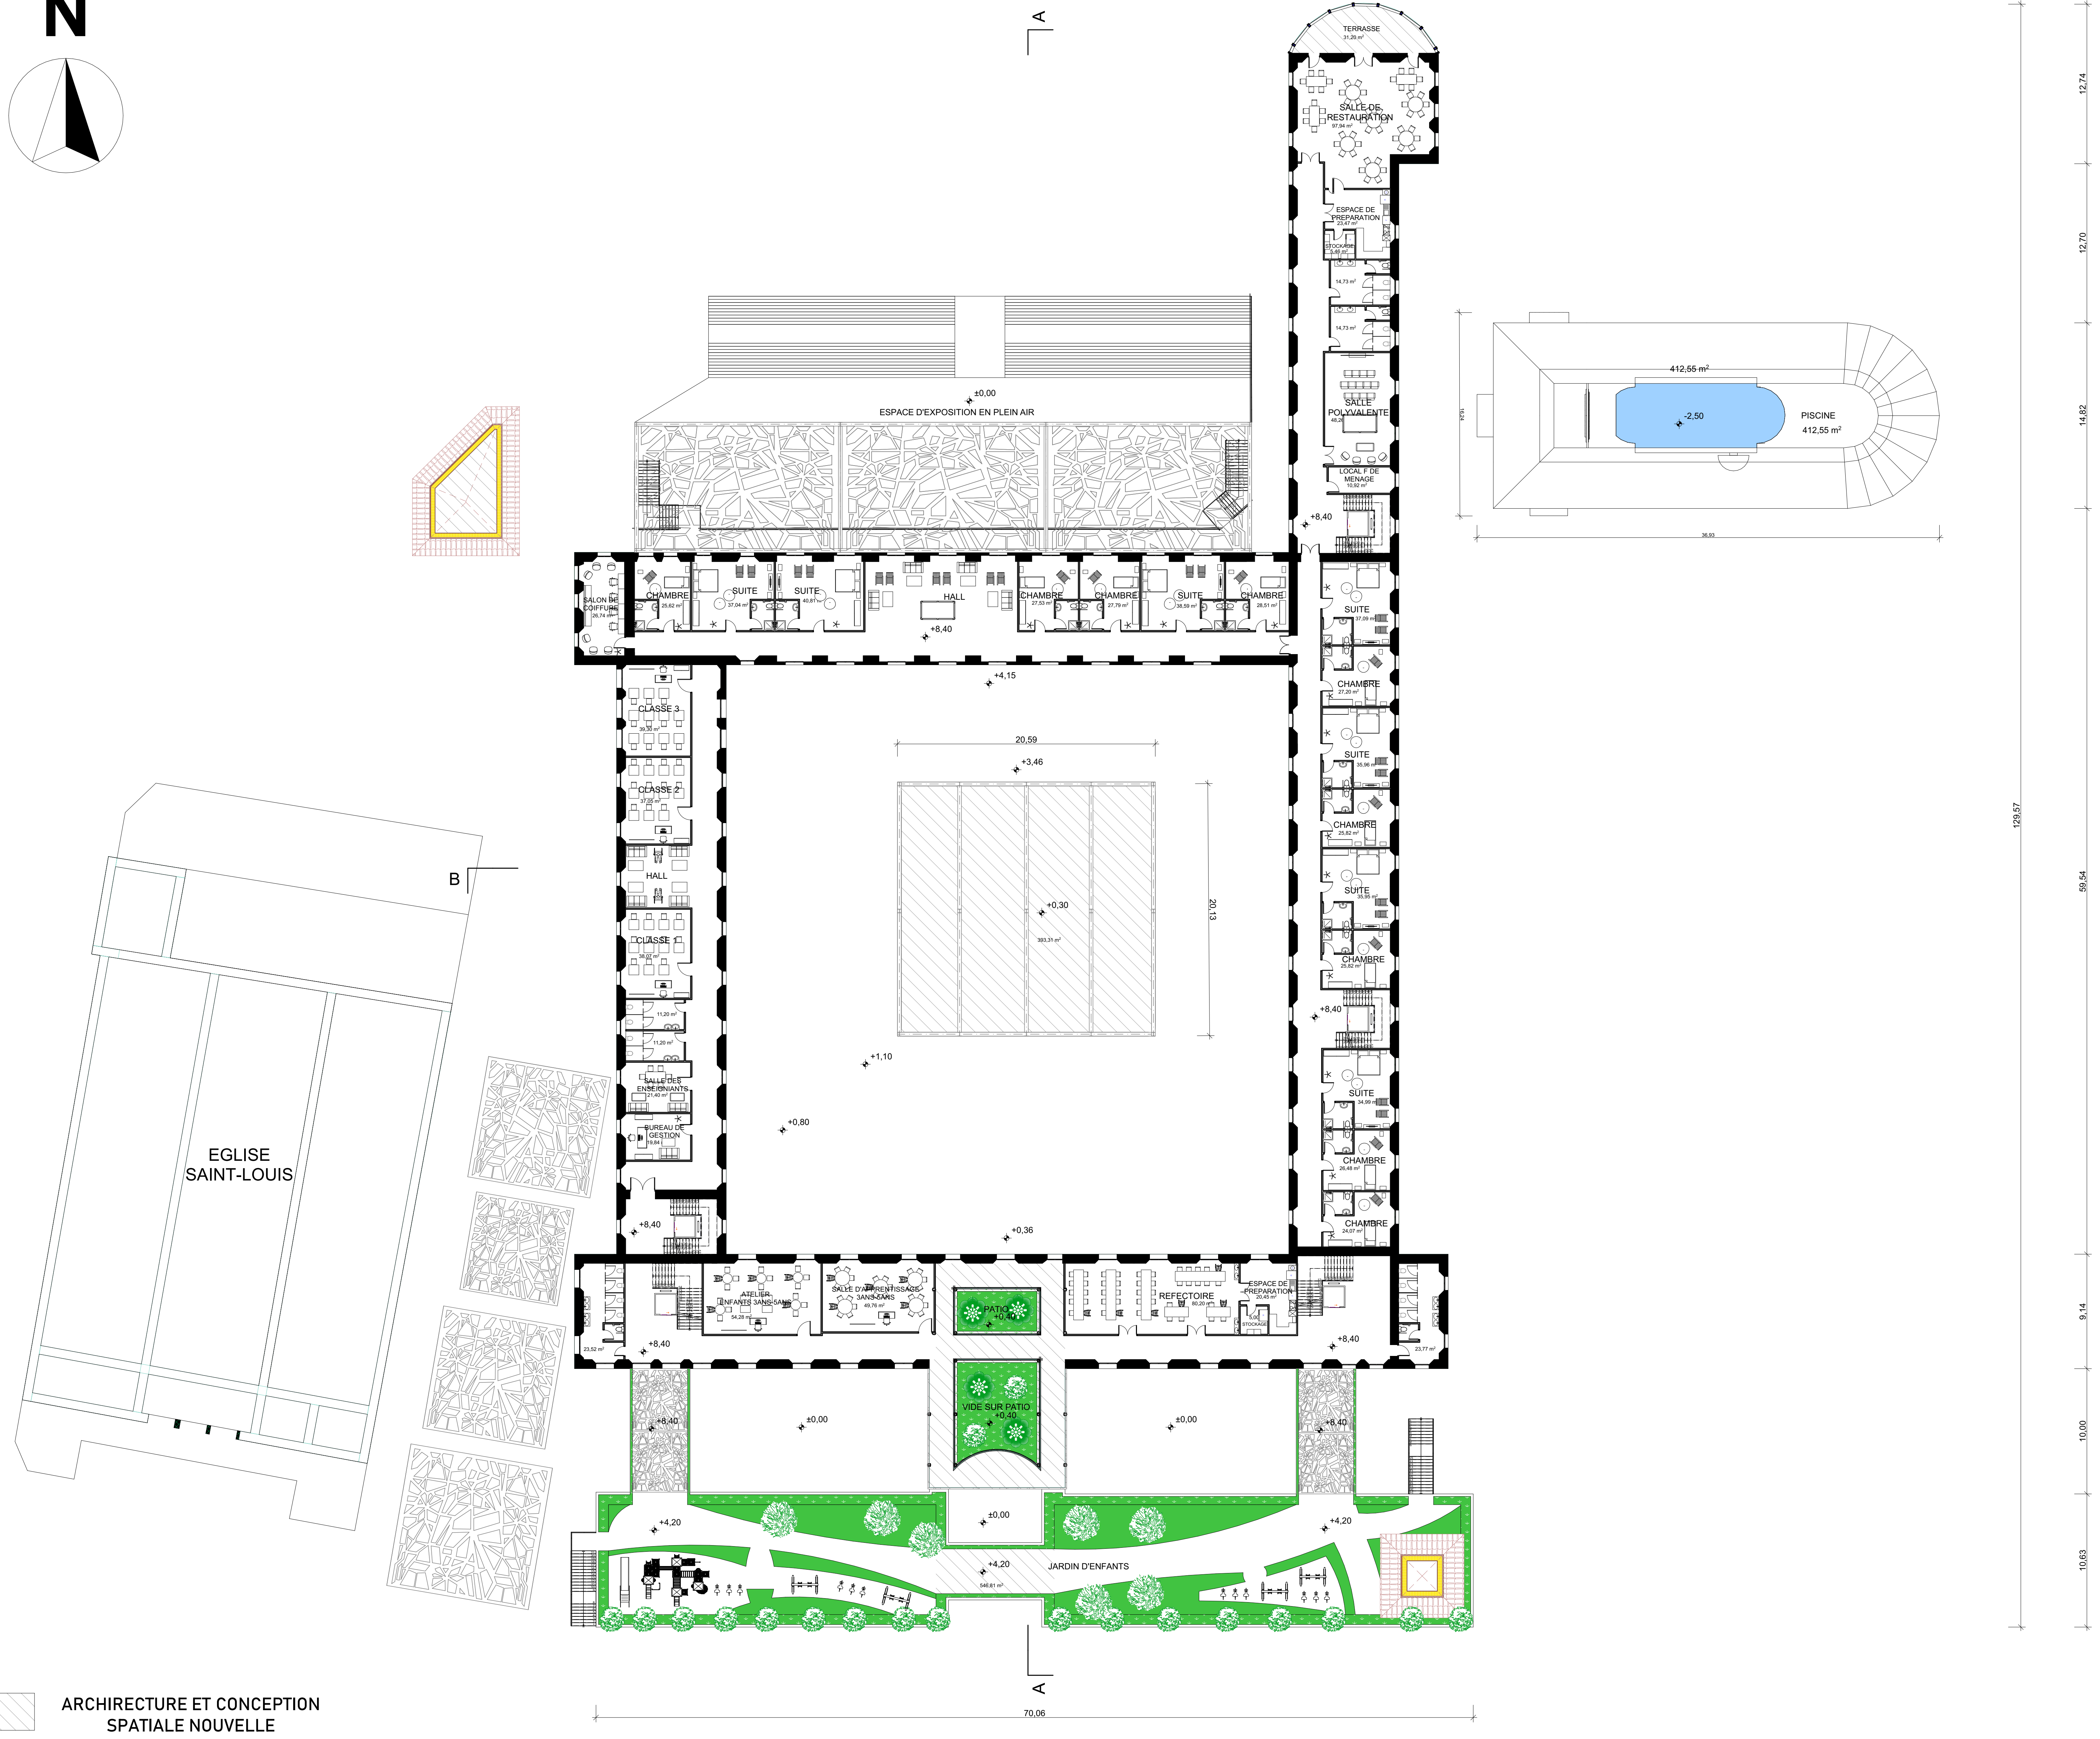 N
A
TERRASSE
31,20 m²
12,74
SALLE DE
RESTAURATION
97,94 m²
ESPACE DE
PREPARATION
23,47 m²
12,70
STOCKAGE
5,46 m²
14,73 m²
14,73 m²
±0,00
ESPACE D'EXPOSITION EN PLEIN AIR
SALLE
POLYVALENTE
48,26
16,24
412,55 m²
-2,50
PISCINE
412,55 m²
14,82
LOCAL F DE
MENAGE
10,92 m²
+8,40
36,93
SALON DE
COIFFURE
26,74 m²
CHAMBRE
25,62 m²
SUITE
37,04 m²
SUITE
40,61
HALL
CHAMBRE
27,53 m²
CHAMBRE
27,79 m²
SUITE
38,59 m²
CHAMBRE
28,51 m²
SUITE
37,09 m²
+8,40
+4,15
CHAMBRE
27,20 m²
CLASSE 3
39,30 m²
20,59
+3,46
SUITE
35,96 m²
CLASSE 2
37,05 m²
CHAMBRE
25,82 m²
129,57
B
HALL
SUITE
35,95 m²
59,54
+0,30
20,13
393,31 m²
CLASSE 1
38,07 m²
CHAMBRE
25,82 m²
11,20 m²
+8,40
11,20 m²
+1,10
SALLE DES
ENSEIGNIANTS
21,40 m²
SUITE
34,99 m²
+0,80
BUREAU DE
GESTION
19,84
EGLISE
SAINT-LOUIS
CHAMBRE
26,48 m²
+8,40
+0,36
CHAMBRE
24,07 m²
ATELIER
ENFANTS 3ANS-5ANS
54,28 m²
SALLE D'APPRENTISSAGE
3ANS-5ANS
49,76 m²
PATIO
+0,40
REFECTOIRE
80,20 m²
ESPACE DE
PREPARATION
20,45 m²
5,00
STOCKAGE
9,14
23,52 m²
+8,40
+8,40
23,77 m²
VIDE SUR PATIO
+0,40
+8,40
±0,00
±0,00
+8,40
10,00
±0,00
+4,20
+4,20
+4,20
JARDIN D'ENFANTS
546,81 m²
10,63
A
70,06
ARCHIRECTURE ET CONCEPTION
SPATIALE NOUVELLE